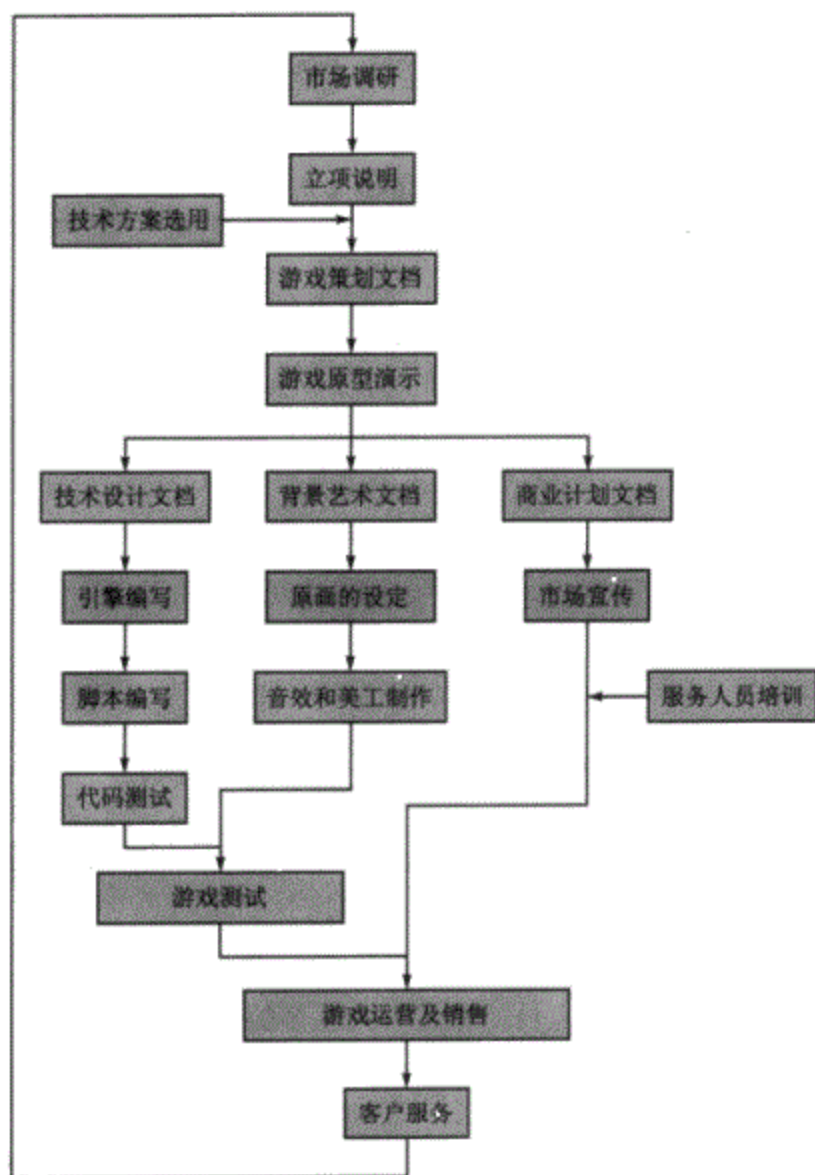 市场调研
立项说明
技术方案选用
游戏策划文档
游戏原型演示
技术设计文档
背景艺术文档
商业计划文档
引擎编写
原画的设定
市场宣传
脚本编写
音效和美工制作
服务人员培训
代码测试
游戏测试
游戏运营及销售
客户服务